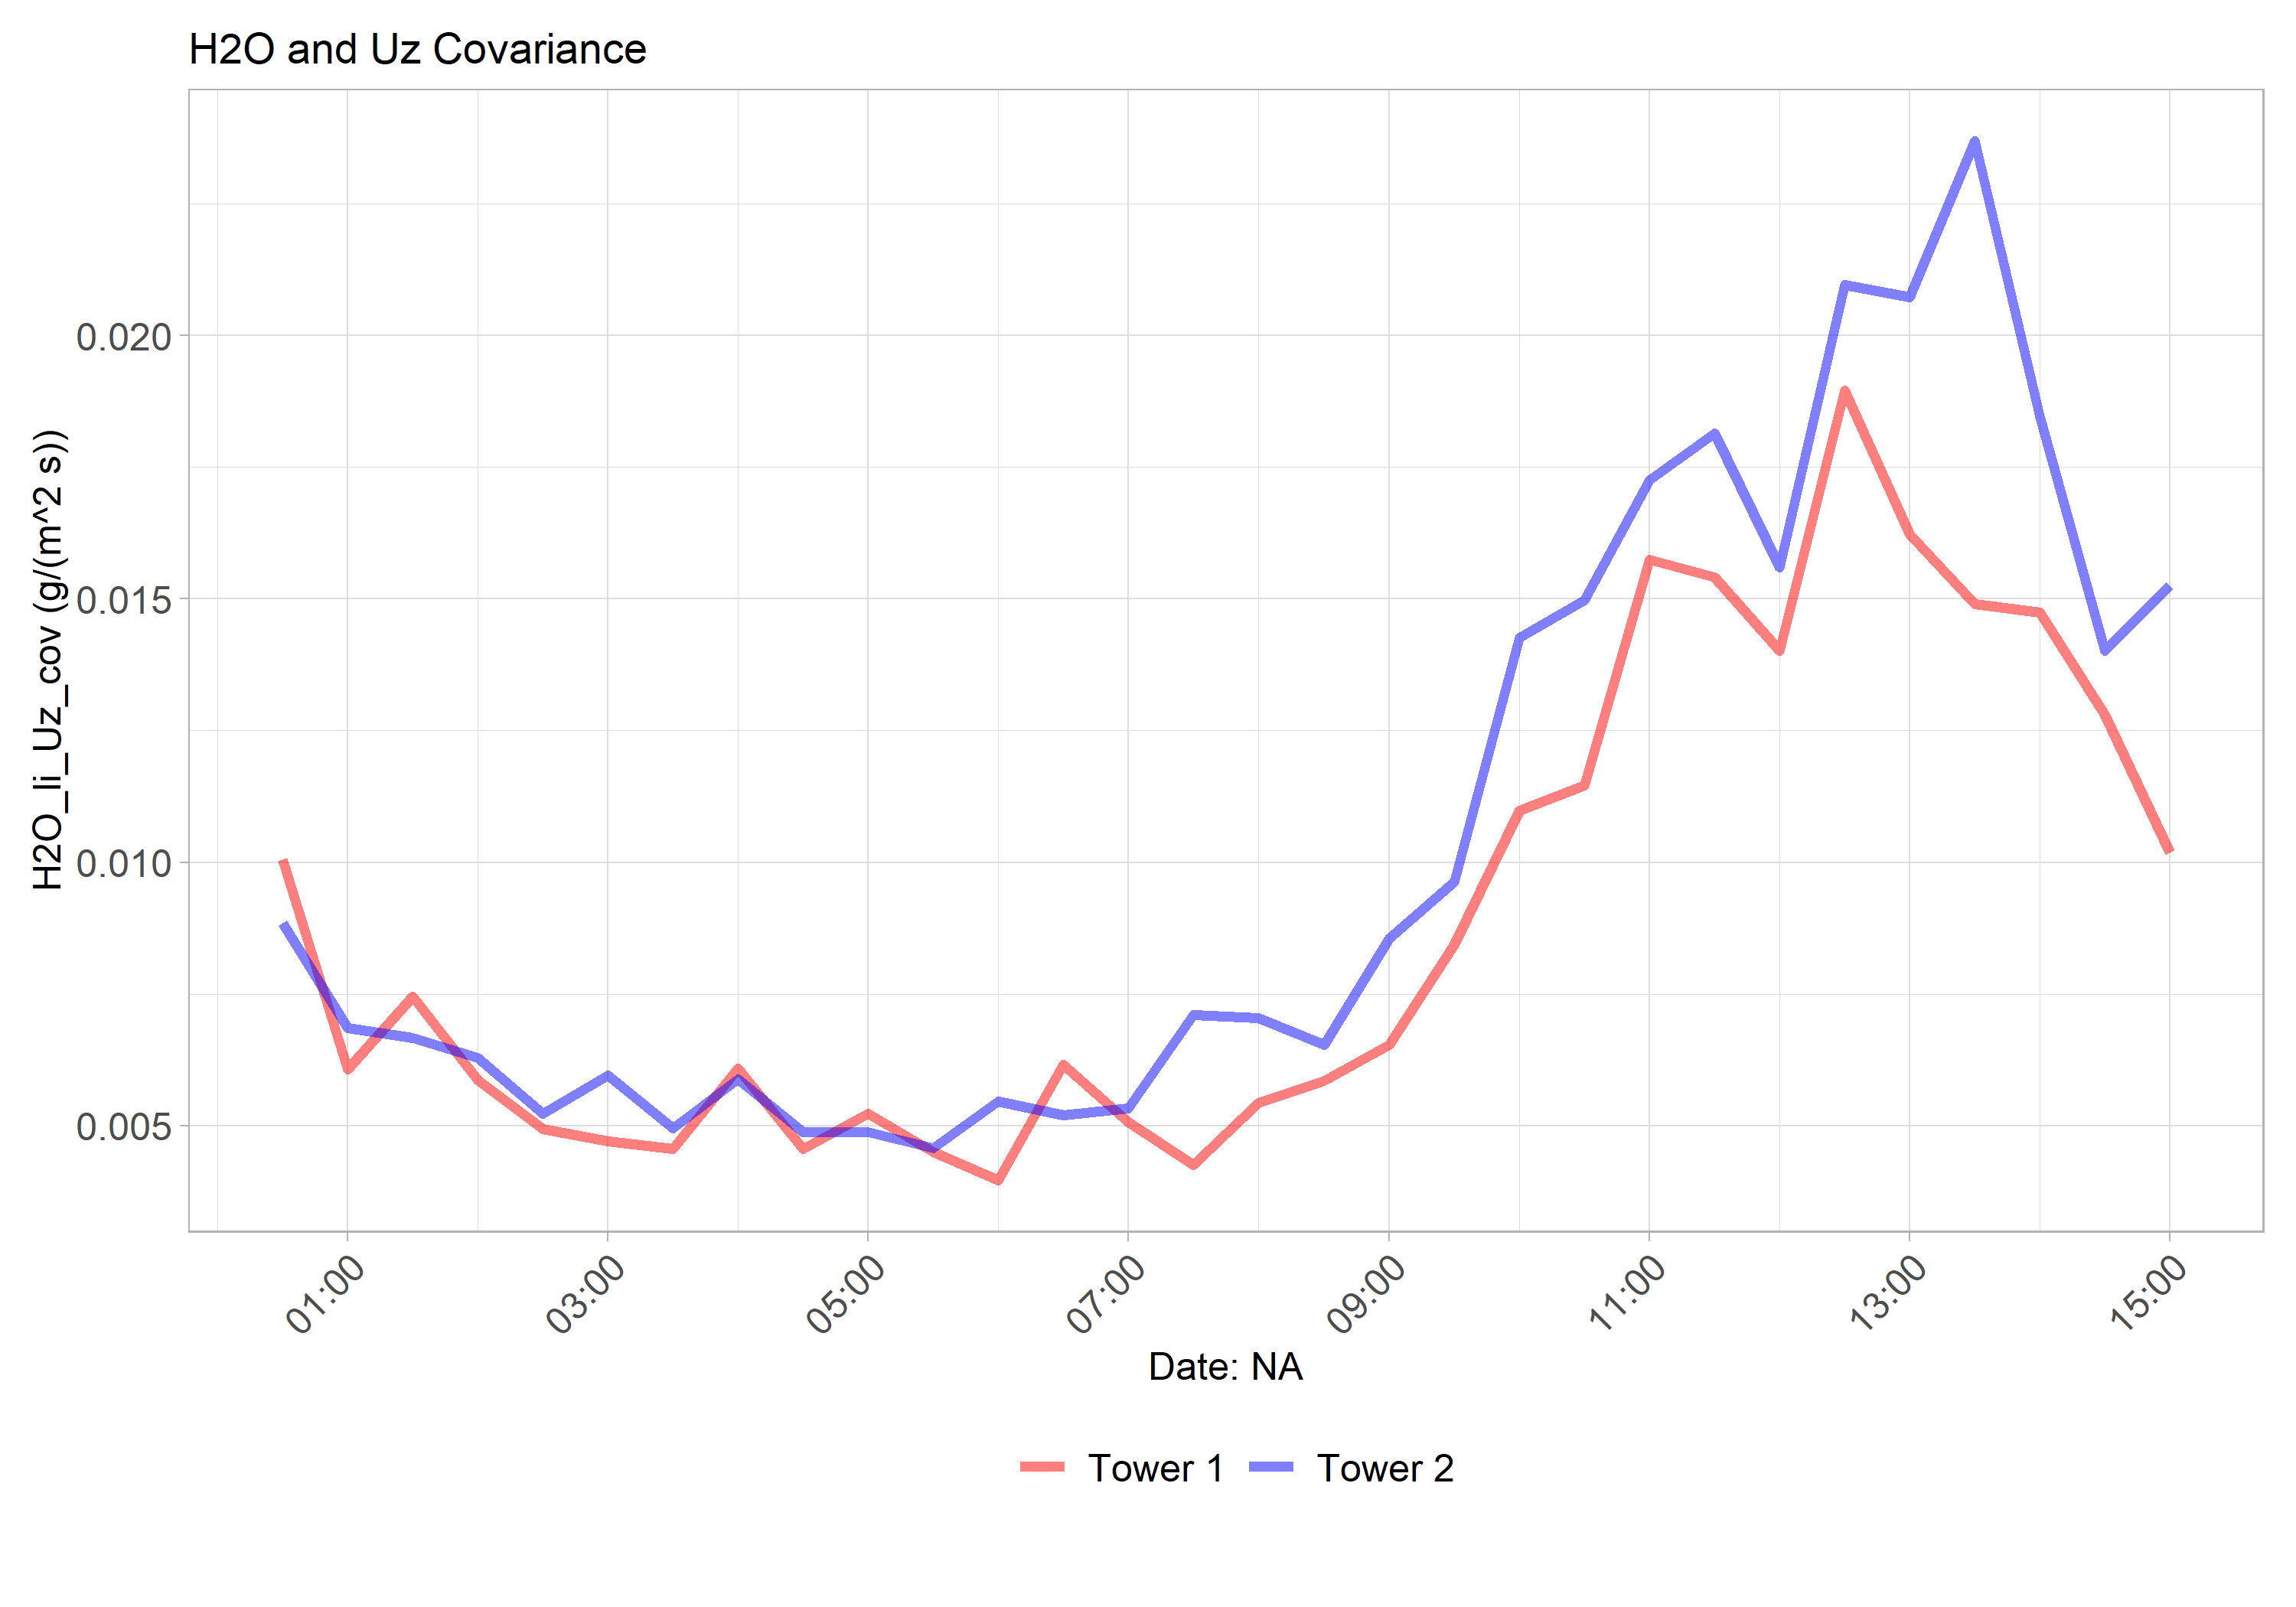 H2O and Uz Covariance
H2O_li_Uz_cov (g/(m^2 s))
0.020
0.015
0.010
0.005
01:00
03:00
05:00
07:00
09:00
11:00
13:00
15:00
Date: NA
Tower 1
Tower 2